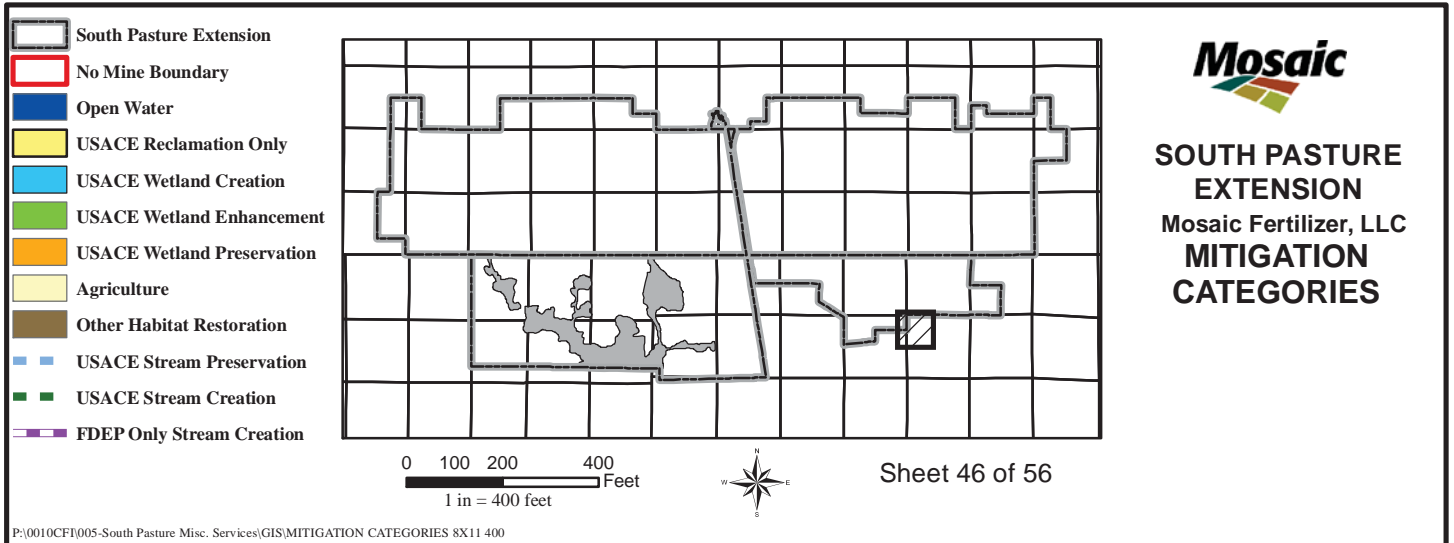 South Pasture Extension
No Mine Boundary
Open Water
USACE Reclamation Only
USACE Wetland Creation
USACE Wetland Enhancement
USACE Wetland Preservation
Agriculture
Other Habitat Restoration
USACE Stream Preservation
USACE Stream Creation
FDEP Only Stream Creation
Mosaic
SOUTH PASTURE
EXTENSION
Mosaic Fertilizer, LLC
MITIGATION
CATEGORIES
0 100 200 400
Feet
1 in = 400 feet
N
W E
S
Sheet 46 of 56
P:\0010CFI\005-South Pasture Misc. Services\GIS\MITIGATION CATEGORIES 8X11 400